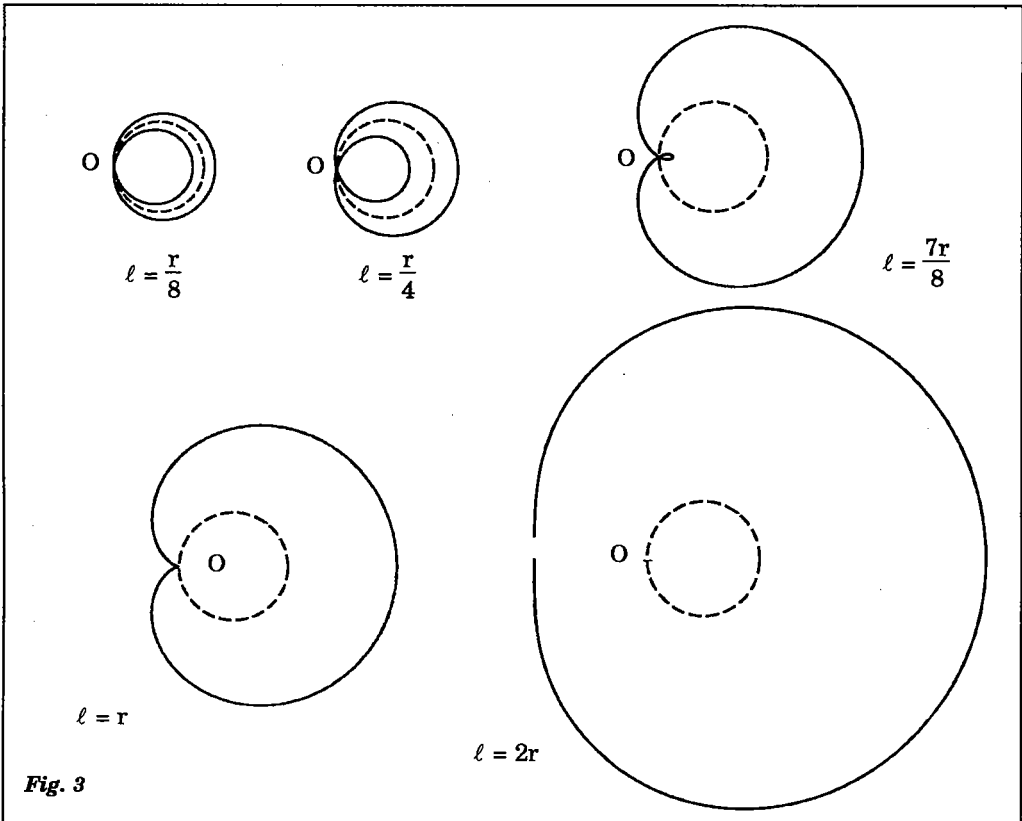 O
O
O
ℓ = r/8
ℓ = r/4
ℓ = 7r/8
O
O
ℓ = r
ℓ = 2r
Fig. 3